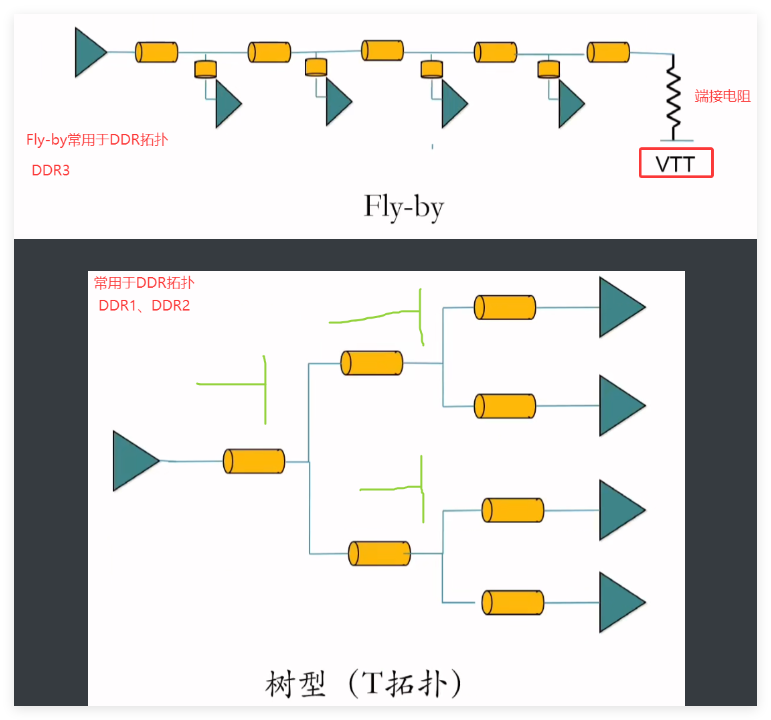 端接电阻
Fly-by常用于DDR拓扑
DDR3
VTT
Fly-by
常用于DDR拓扑
DDR1、DDR2
树型（T拓扑）